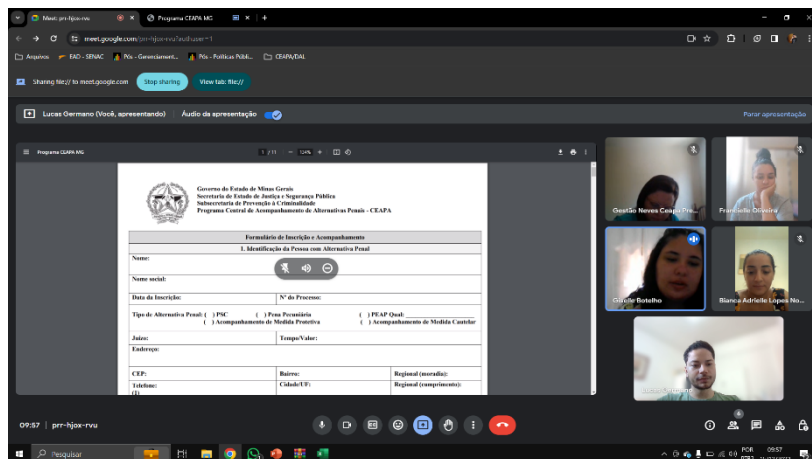 Meet: prr-hjox-rvu
Programa CEAPA MG
meet.google.com/prr-hjox-rvu?authuser=1
Arquivos
EAD - SENAC
Pós - Gerenciament...
Pós - Políticas Públi...
CEAPA/DAL
Sharing file:// to meet.google.com
Stop sharing
View tab: file://
Lucas Germano (Você, apresentando)
Áudio da apresentação
Parar apresentação
Programa CEAPA MG
1 / 11
Governo do Estado de Minas Gerais
Secretaria de Estado de Justiça e Segurança Pública
Subsecretaria de Prevenção à Criminalidade
Programa Central de Acompanhamento de Alternativas Penais - CEAPA
Formulário de Inscrição e Acompanhamento
1. Identificação da Pessoa com Alternativa Penal
Nome:
Nome social:
Data da Inscrição:
Nº do Processo:
Tipo de Alternativa Penal: ( ) PSC ( ) Pena Pecuniária ( ) PEAP Qual:
( ) Acompanhamento de Medida Protetiva ( ) Acompanhamento de Medida Cautelar
Juízo:
Tempo/Valor:
Endereço:
CEP:
Bairro:
Regional (moradia):
Telefone:
Cidade/UF:
Regional (cumprimento):
(1)
Gestão Neves Ceapa Pre...
Francielle Oliveira
Giselle Botelho
Bianca Adrielle Lopes No...
09:57
prr-hjox-rvu
6
Pesquisar
POR
09:57